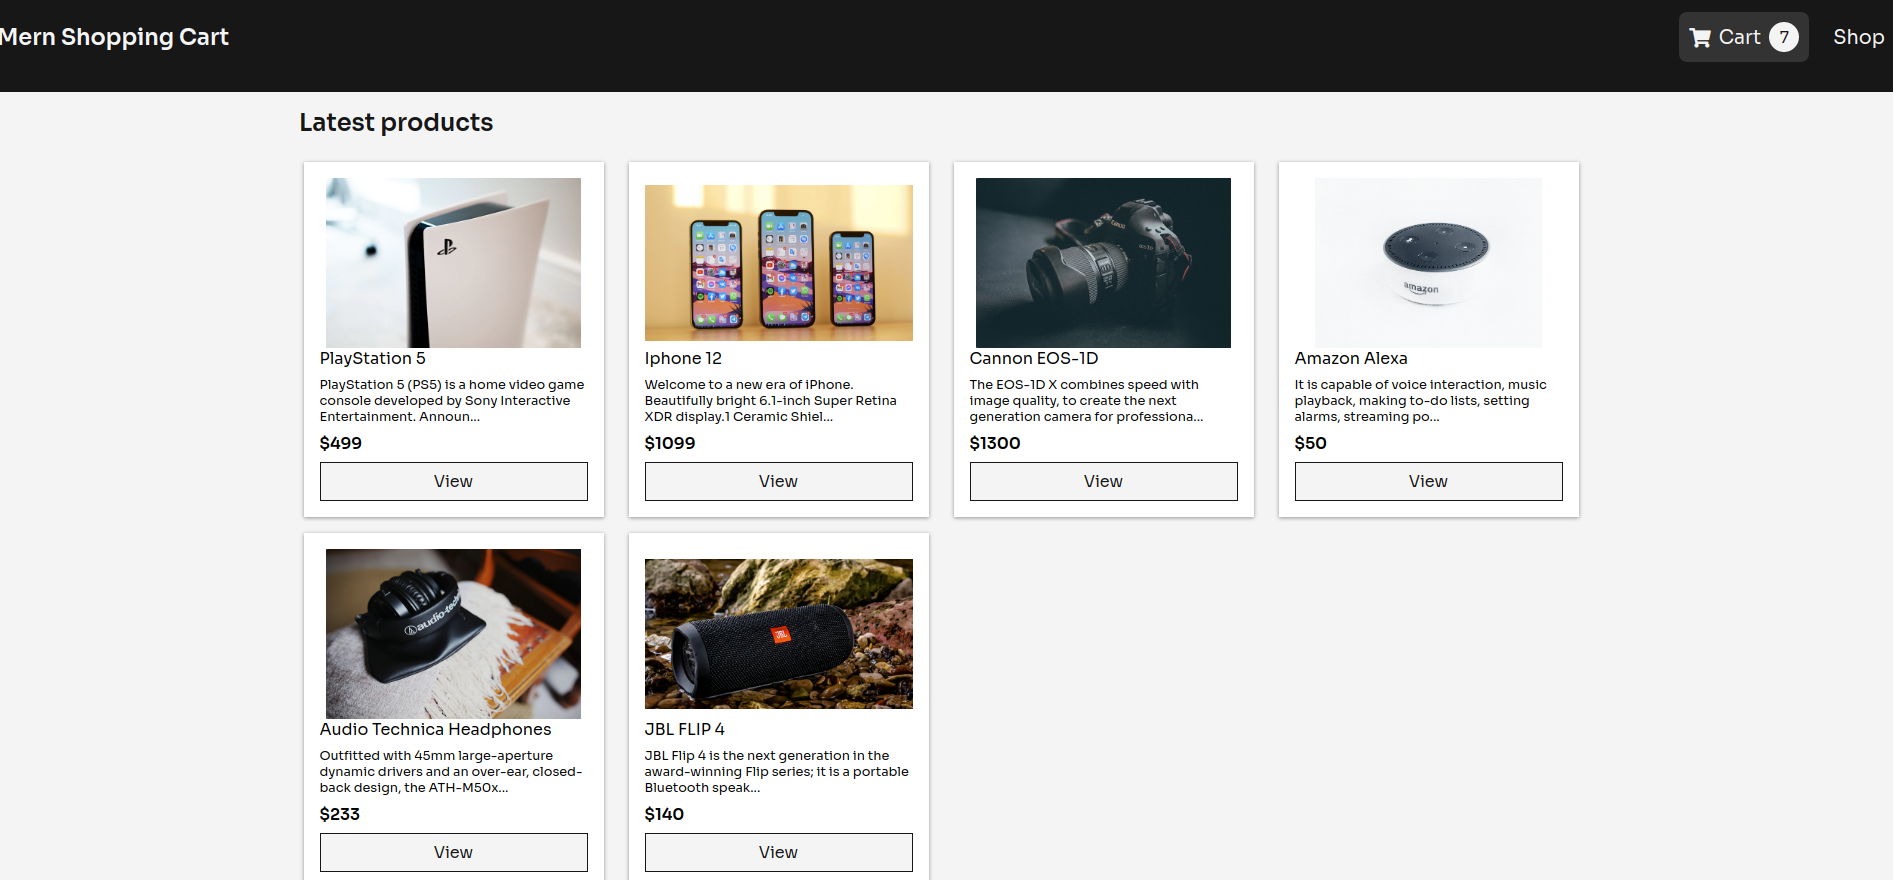 Mern Shopping Cart
Cart 7
Shop
Latest products
PlayStation 5
PlayStation 5 (PS5) is a home video game
console developed by Sony Interactive
Entertainment. Announ...
$499
View
Iphone 12
Welcome to a new era of iPhone.
Beautifully bright 6.1-inch Super Retina
XDR display.1 Ceramic Shiel...
$1099
View
Cannon EOS-1D
The EOS-1D X combines speed with
image quality, to create the next
generation camera for professiona...
$1300
View
amazon
Amazon Alexa
It is capable of voice interaction, music
playback, making to-do lists, setting
alarms, streaming po...
$50
View
audio-tech
Audio Technica Headphones
Outfitted with 45mm large-aperture
dynamic drivers and an over-ear, closed-
back design, the ATH-M50x...
$233
View
JBL
JBL FLIP 4
JBL Flip 4 is the next generation in the
award-winning Flip series; it is a portable
Bluetooth speak...
$140
View